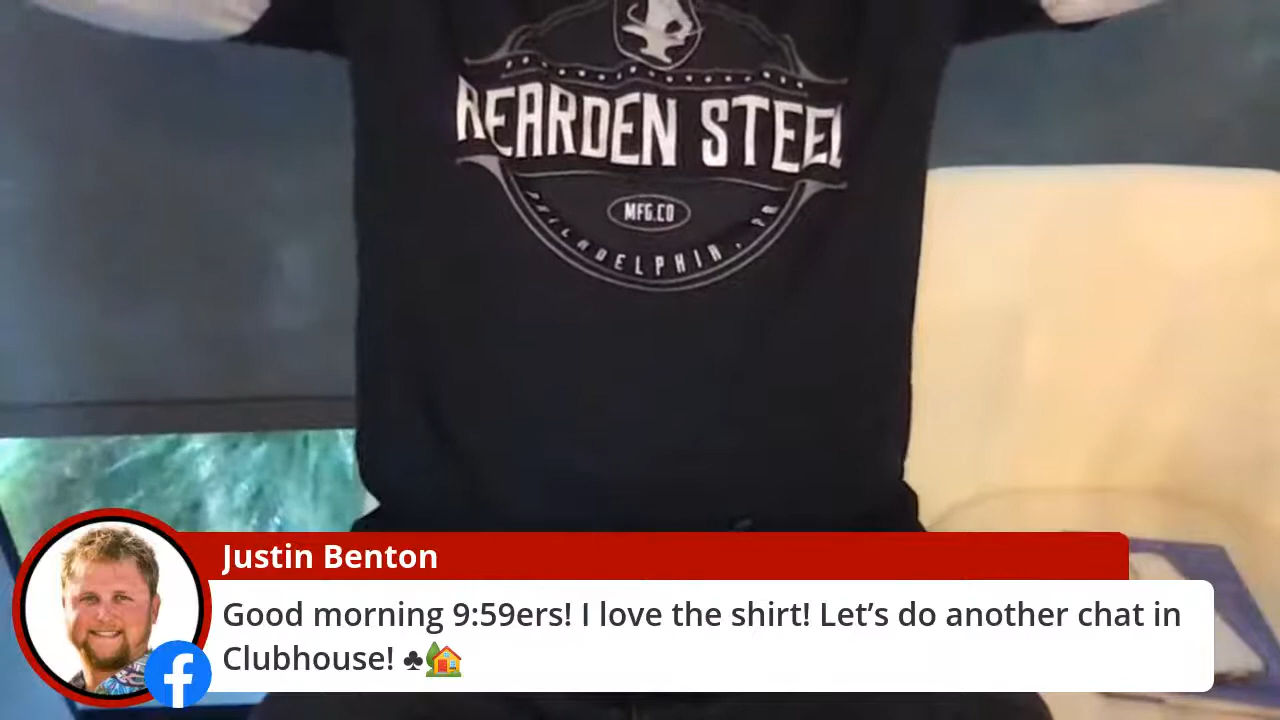 REARDEN STEEL
MFG.CO
PHILADELPHIA, PA
Justin Benton
Good morning 9:59ers! I love the shirt! Let’s do another chat in
Clubhouse! ♣🏡